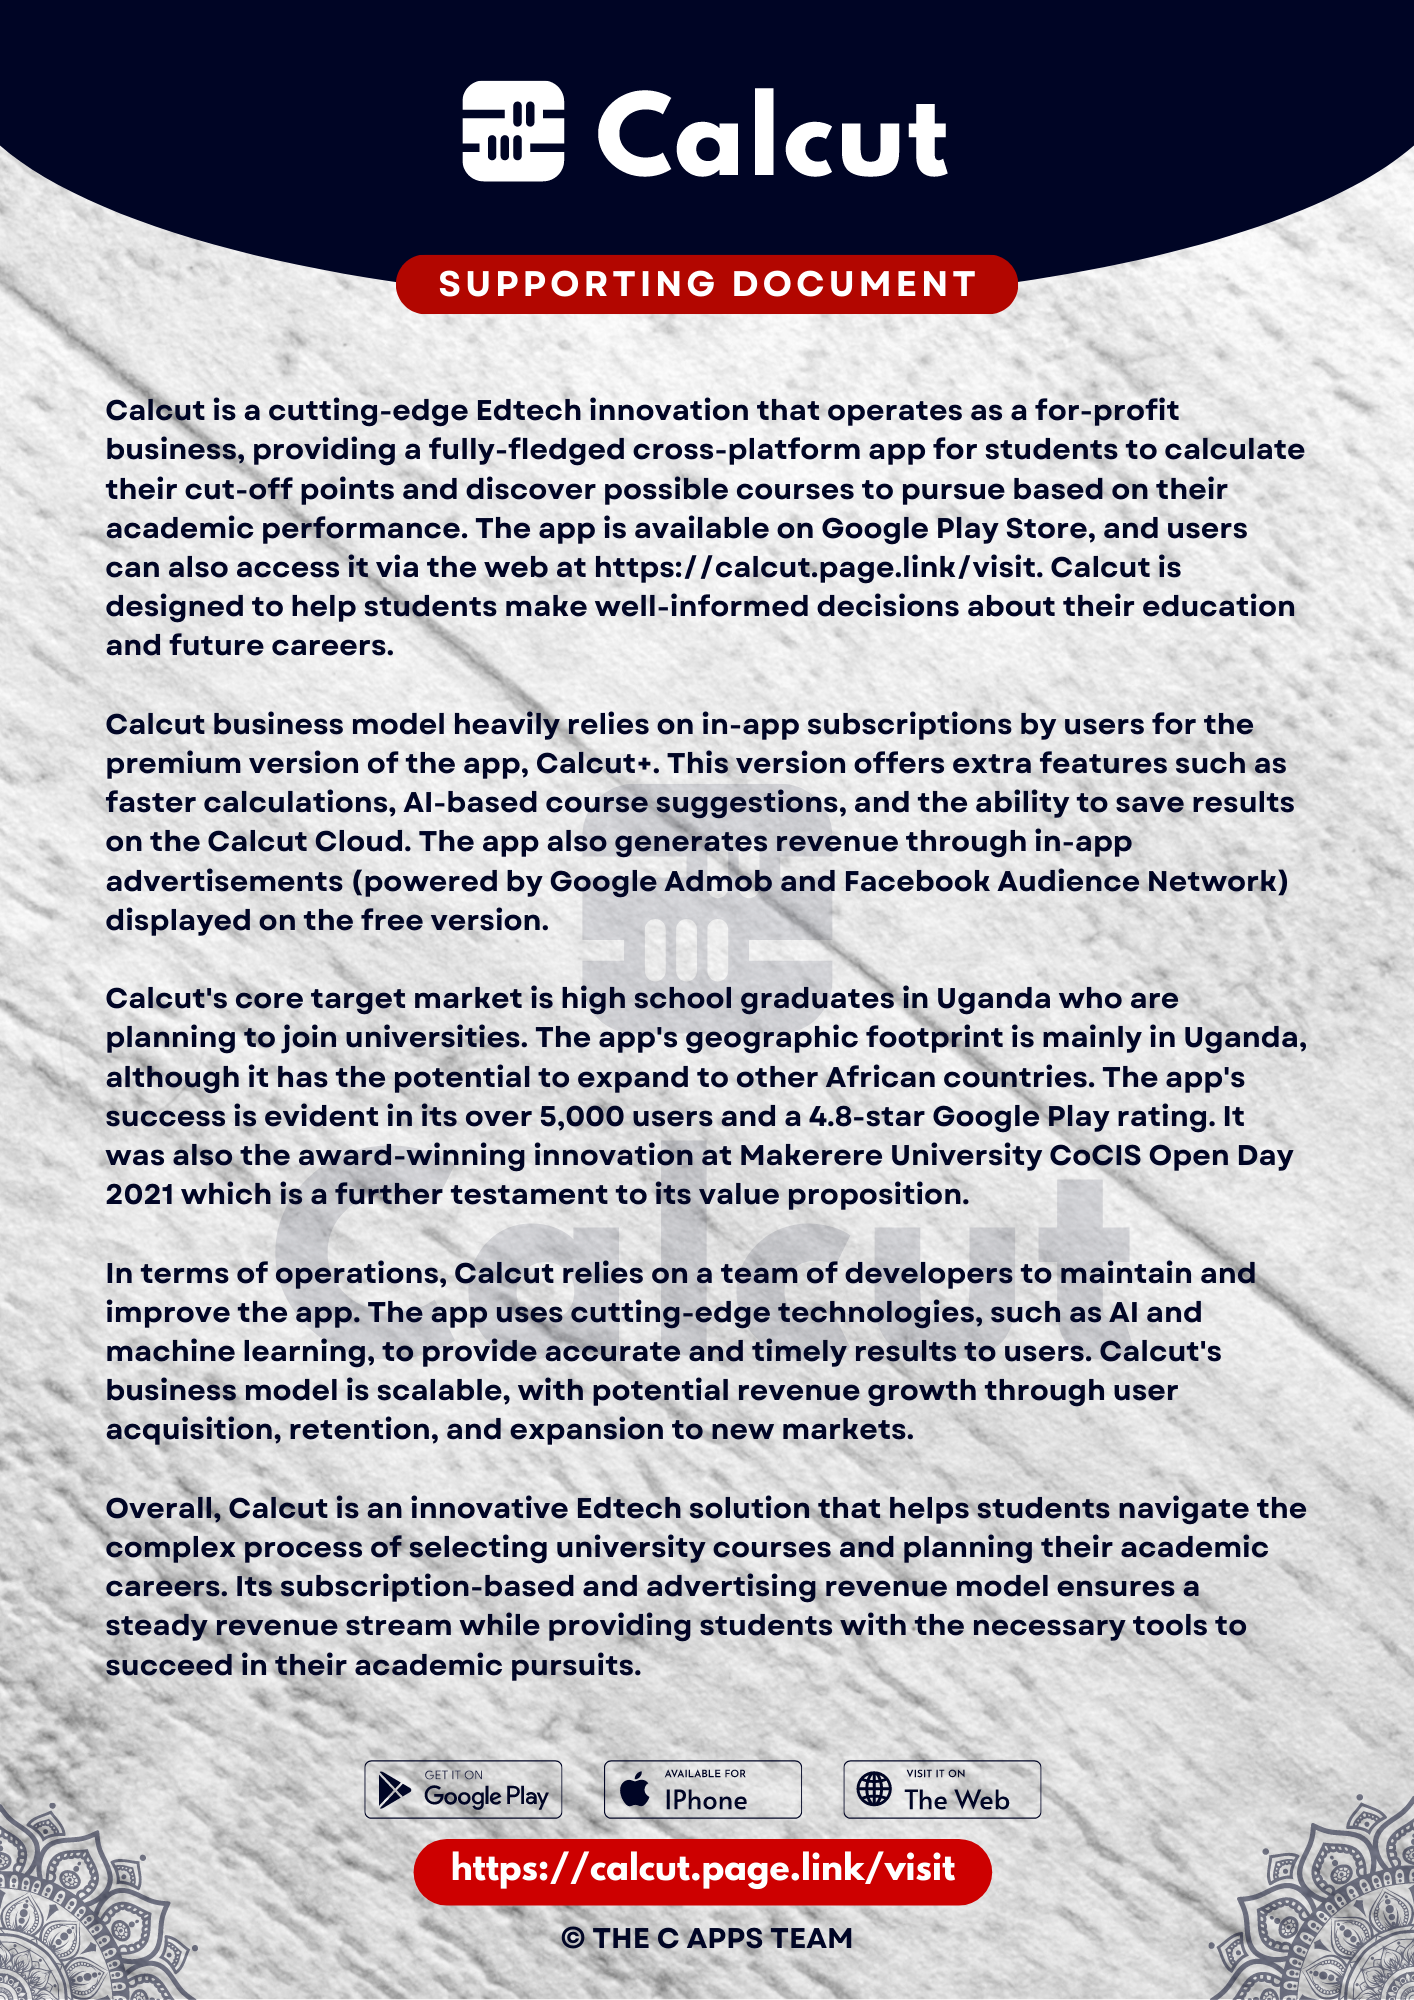 Calcut
SUPPORTING DOCUMENT
Calcut is a cutting-edge Edtech innovation that operates as a for-profit
business, providing a fully-fledged cross-platform app for students to calculate
their cut-off points and discover possible courses to pursue based on their
academic performance. The app is available on Google Play Store, and users
can also access it via the web at https://calcut.page.link/visit. Calcut is
designed to help students make well-informed decisions about their education
and future careers.
Calcut business model heavily relies on in-app subscriptions by users for the
premium version of the app, Calcut+. This version offers extra features such as
faster calculations, AI-based course suggestions, and the ability to save results
on the Calcut Cloud. The app also generates revenue through in-app
advertisements (powered by Google Admob and Facebook Audience Network)
displayed on the free version.
Calcut's core target market is high school graduates in Uganda who are
planning to join universities. The app's geographic footprint is mainly in Uganda,
although it has the potential to expand to other African countries. The app's
success is evident in its over 5,000 users and a 4.8-star Google Play rating. It
was also the award-winning innovation at Makerere University CoCIS Open Day
2021 which is a further testament to its value proposition.
Calcut
In terms of operations, Calcut relies on a team of developers to maintain and
improve the app. The app uses cutting-edge technologies, such as AI and
machine learning, to provide accurate and timely results to users. Calcut's
business model is scalable, with potential revenue growth through user
acquisition, retention, and expansion to new markets.
Overall, Calcut is an innovative Edtech solution that helps students navigate the
complex process of selecting university courses and planning their academic
careers. Its subscription-based and advertising revenue model ensures a
steady revenue stream while providing students with the necessary tools to
succeed in their academic pursuits.
GET IT ON
Google Play
AVAILABLE FOR
IPhone
VISIT IT ON
The Web
https://calcut.page.link/visit
© THE C APPS TEAM